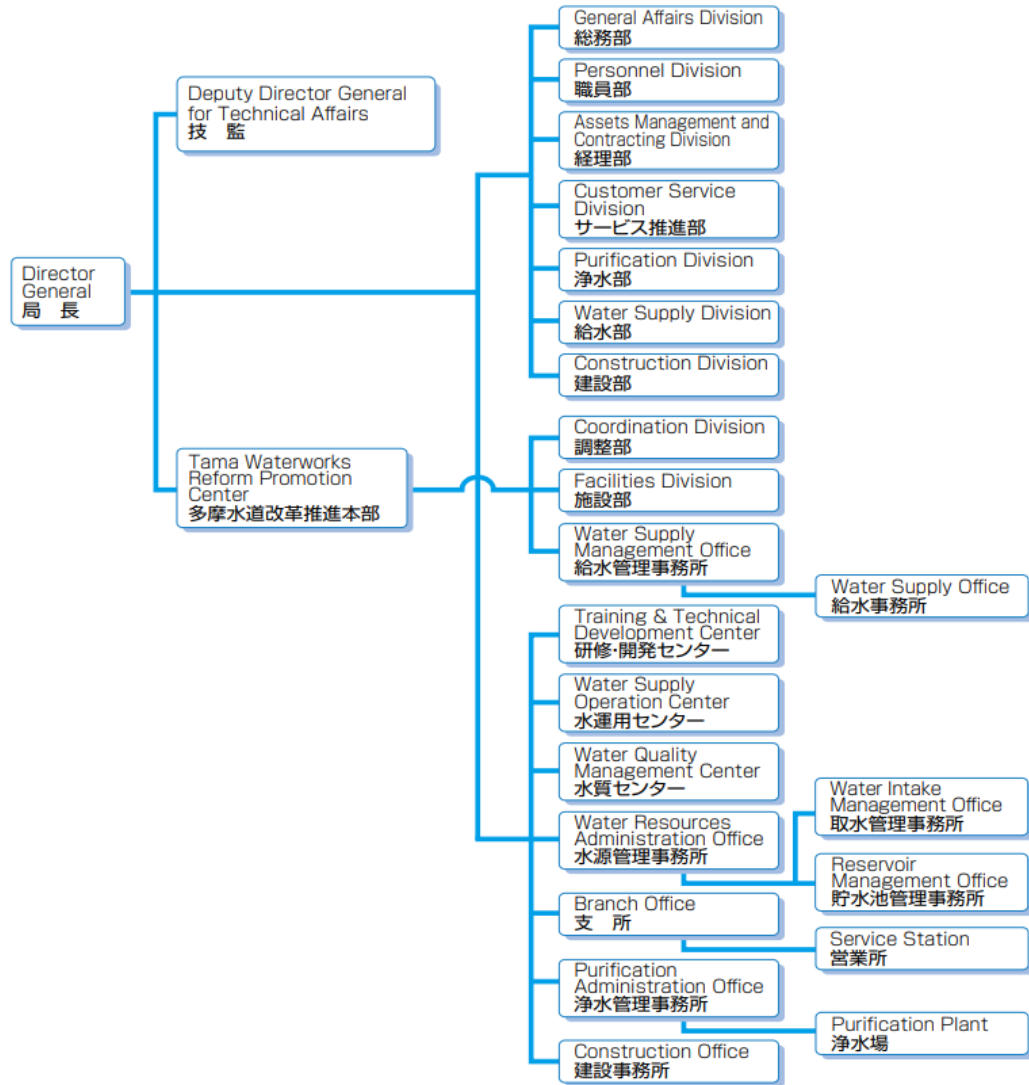 Director
General
局　長
Deputy Director General
for Technical Affairs
技　監
Tama Waterworks
Reform Promotion
Center
多摩水道改革推進本部
General Affairs Division
総務部
Personnel Division
職員部
Assets Management and
Contracting Division
経理部
Customer Service
Division
サービス推進部
Purification Division
浄水部
Water Supply Division
給水部
Construction Division
建設部
Coordination Division
調整部
Facilities Division
施設部
Water Supply
Management Office
給水管理事務所
Water Supply Office
給水事務所
Training & Technical
Development Center
研修・開発センター
Water Supply
Operation Center
水運用センター
Water Quality
Management Center
水質センター
Water Resources
Administration Office
水源管理事務所
Water Intake
Management Office
取水管理事務所
Reservoir
Management Office
貯水池管理事務所
Branch Office
支　所
Service Station
営業所
Purification
Administration Office
浄水管理事務所
Purification Plant
浄水場
Construction Office
建設事務所